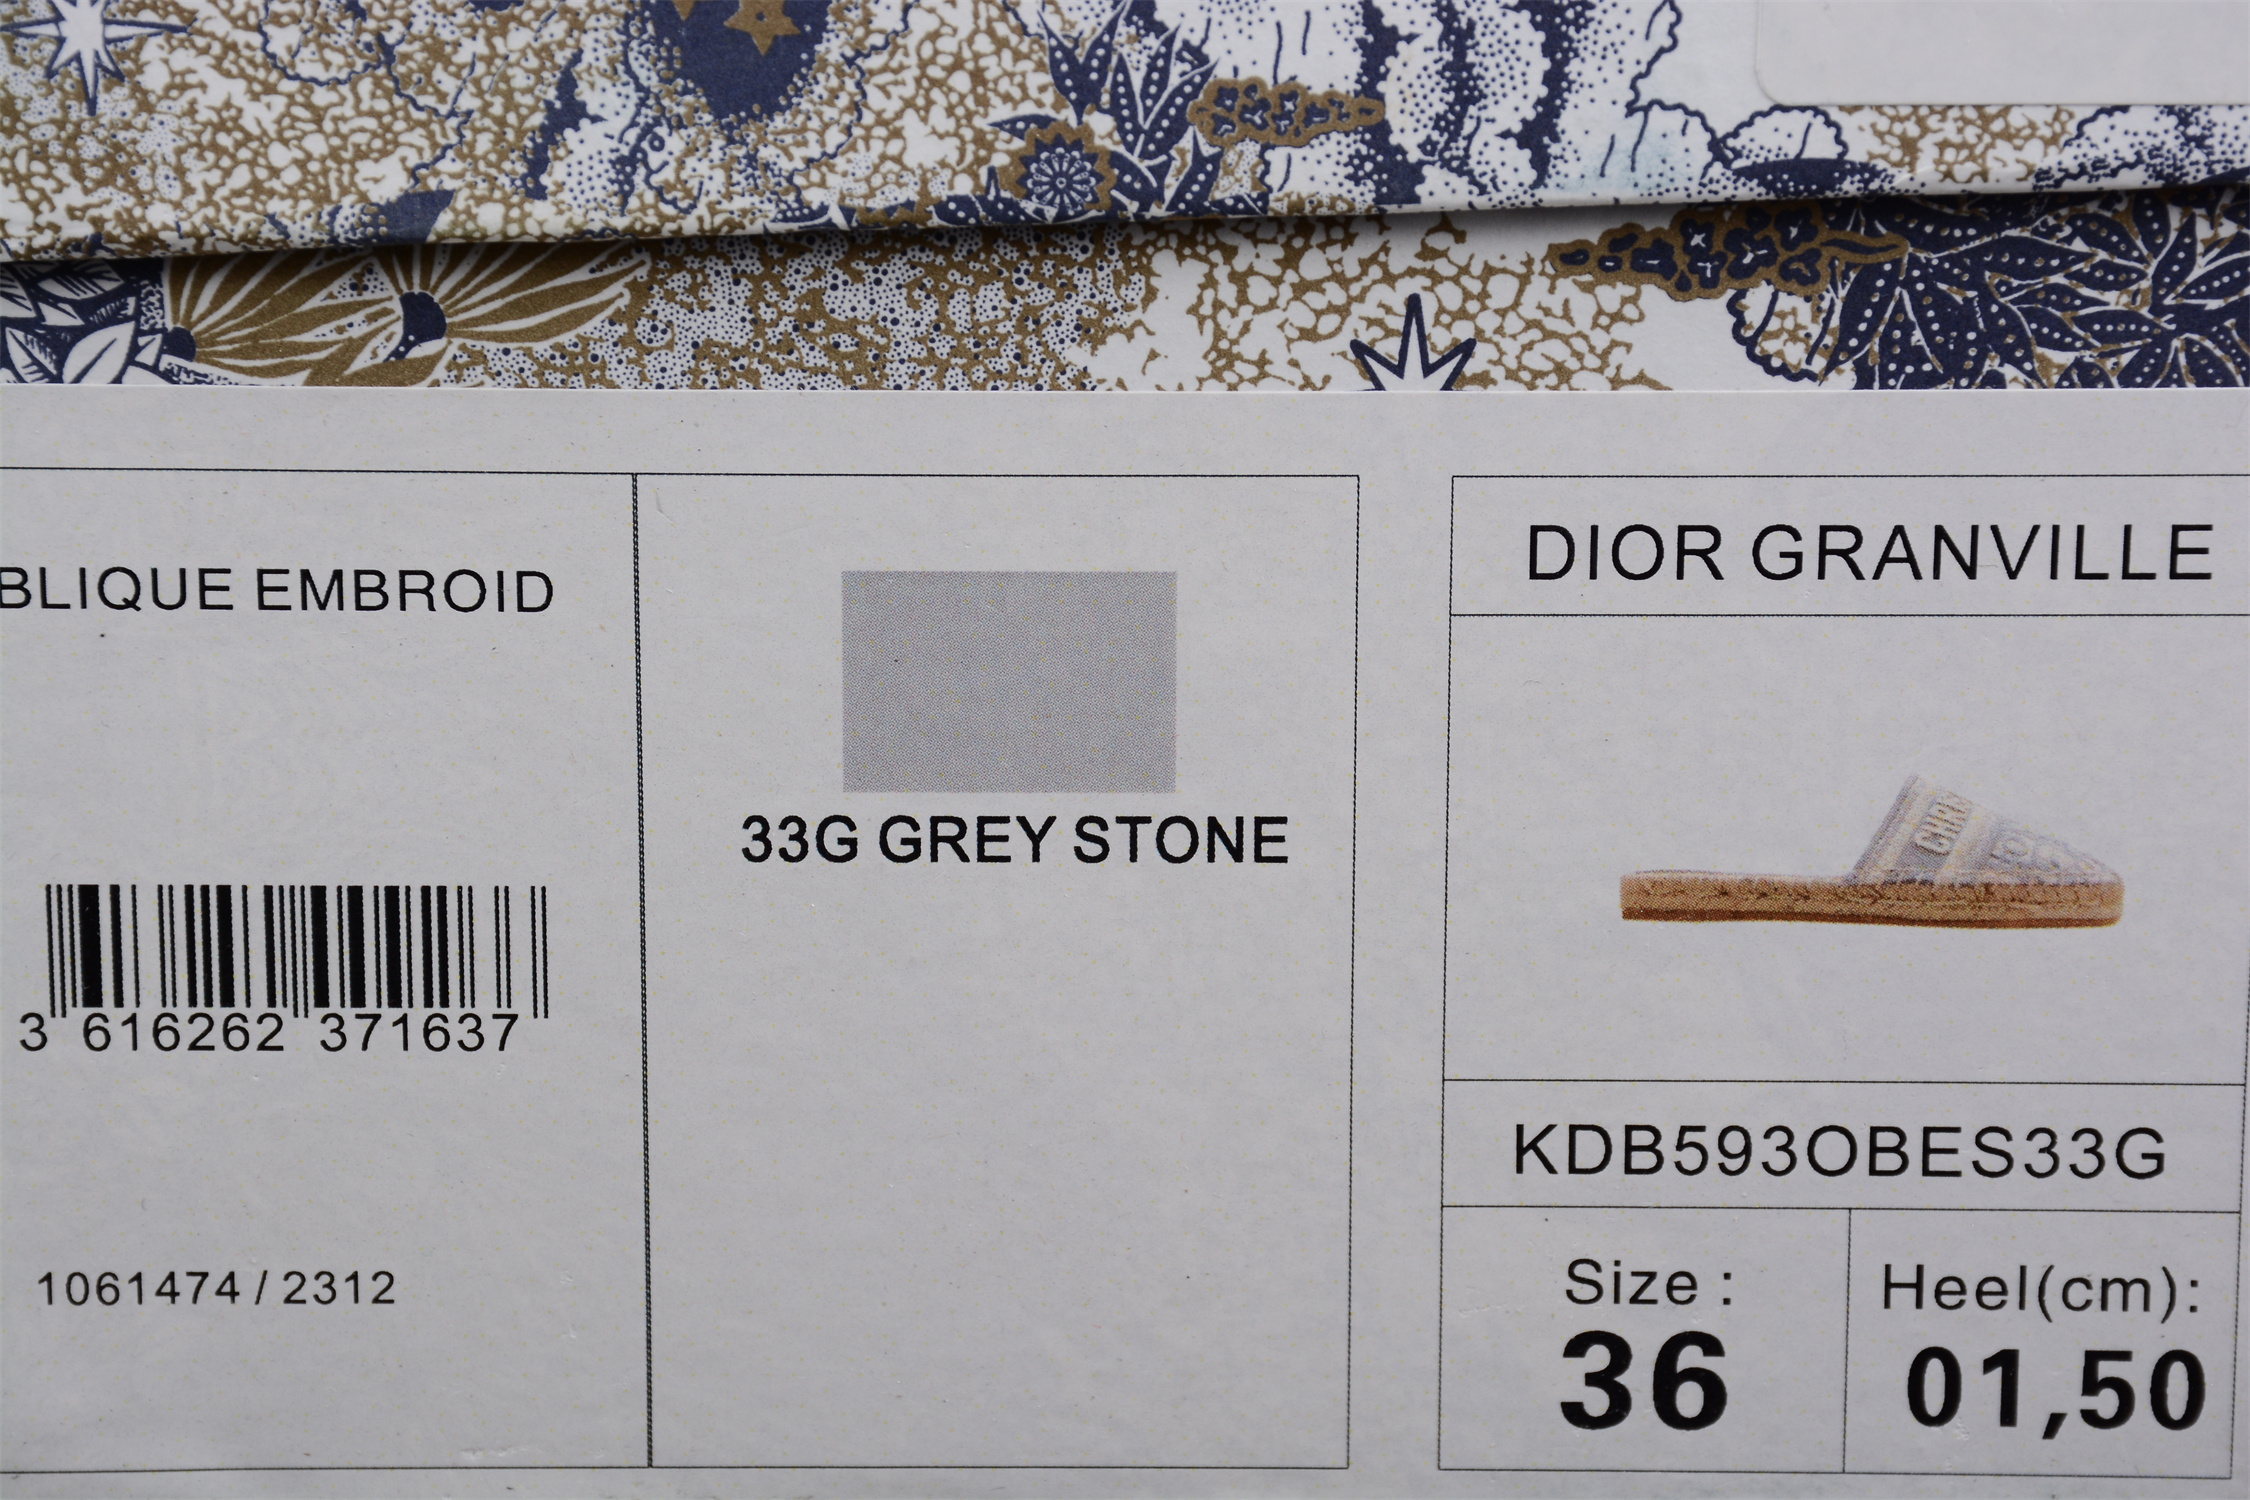 BLIQUE EMBROID
3 616262 371637
1061474 / 2312
33G GREY STONE
DIOR GRANVILLE
CHRIS
KDB593OBES33G
Size :
36
Heel(cm):
01,50